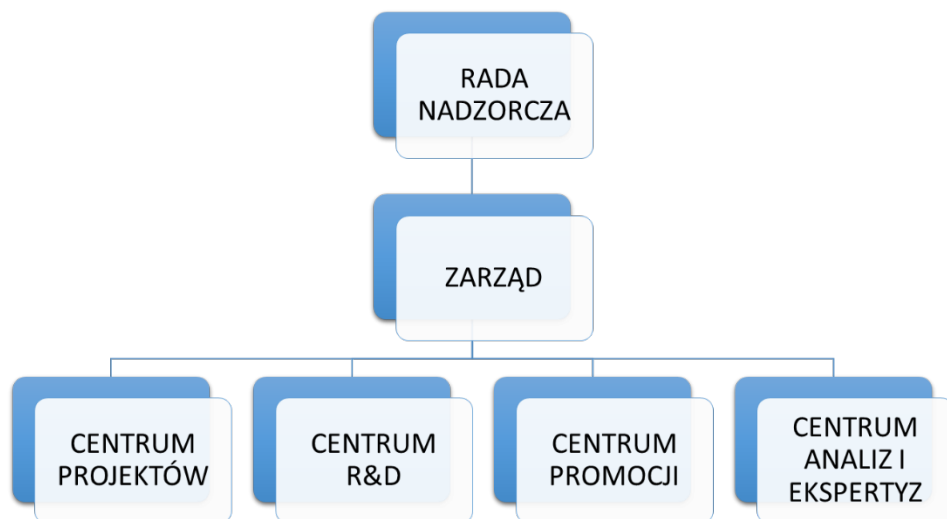 RADA
NADZORCZA
ZARZĄD
CENTRUM
PROJEKTÓW
CENTRUM
R&D
CENTRUM
PROMOCJI
CENTRUM
ANALIZ I
EKSPERTYZ